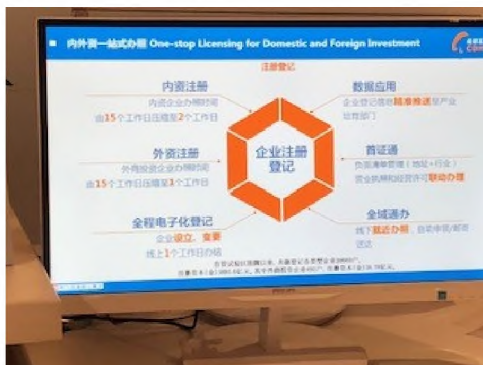 内外资一站式办照 One-stop Licensing for Domestic and Foreign Investment
注册登记
内资注册
内资企业办照时间
由15个工作日压缩至2个工作日
外资注册
外商投资企业办照时间
由15个工作日压缩至1个工作日
全程电子化登记
企业设立、变更
线上1个工作日办结
企业注册
登记
数据应用
企业登记信息精准推送至产业
监管部门
首证通
负面清单管理（地址+行业）
营业执照和经营许可联动办理
全域通办
线下就近办照，自助申领/邮寄
送达
PHILIPS